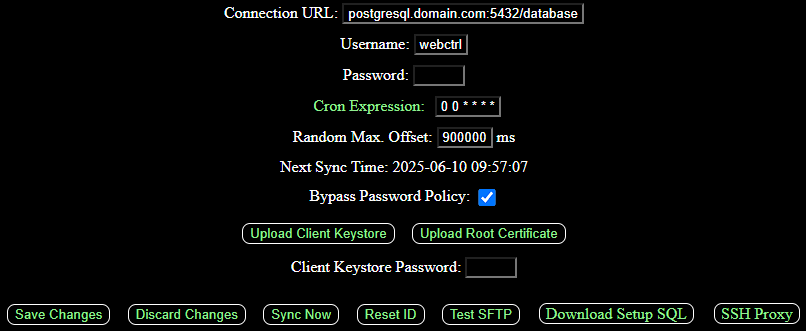 Connection URL: postgresql.domain.com:5432/database
Username: webctrl
Password:
Cron Expression: 0 0 * * * *
Random Max. Offset: 900000 ms
Next Sync Time: 2025-06-10 09:57:07
Bypass Password Policy:
Upload Client Keystore Upload Root Certificate
Client Keystore Password:
Save Changes Discard Changes Sync Now Reset ID Test SFTP Download Setup SQL SSH Proxy